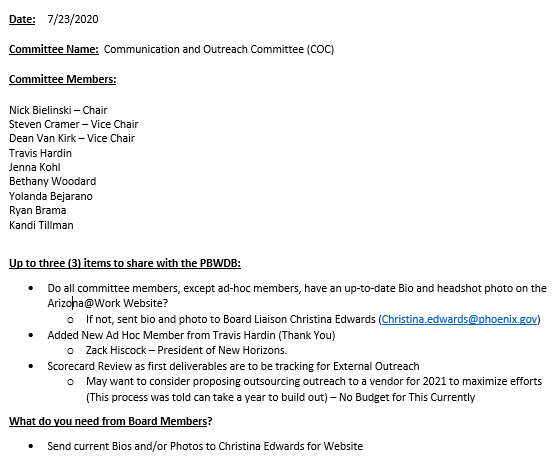 Date: 7/23/2020
Committee Name: Communication and Outreach Committee (COC)
Committee Members:
Nick Bielinski – Chair
Steven Cramer – Vice Chair
Dean Van Kirk – Vice Chair
Travis Hardin
Jenna Kohl
Bethany Woodard
Yolanda Bejarano
Ryan Brama
Kandi Tillman
Up to three (3) items to share with the PBWDB:
• Do all committee members, except ad-hoc members, have an up-to-date Bio and headshot photo on the
Arizona@Work Website?
o If not, sent bio and photo to Board Liaison Christina Edwards (Christina.edwards@phoenix.gov)
• Added New Ad Hoc Member from Travis Hardin (Thank You)
o Zack Hiscock – President of New Horizons.
• Scorecard Review as first deliverables are to be tracking for External Outreach
o May want to consider proposing outsourcing outreach to a vendor for 2021 to maximize efforts
(This process was told can take a year to build out) – No Budget for This Currently
What do you need from Board Members?
• Send current Bios and/or Photos to Christina Edwards for Website